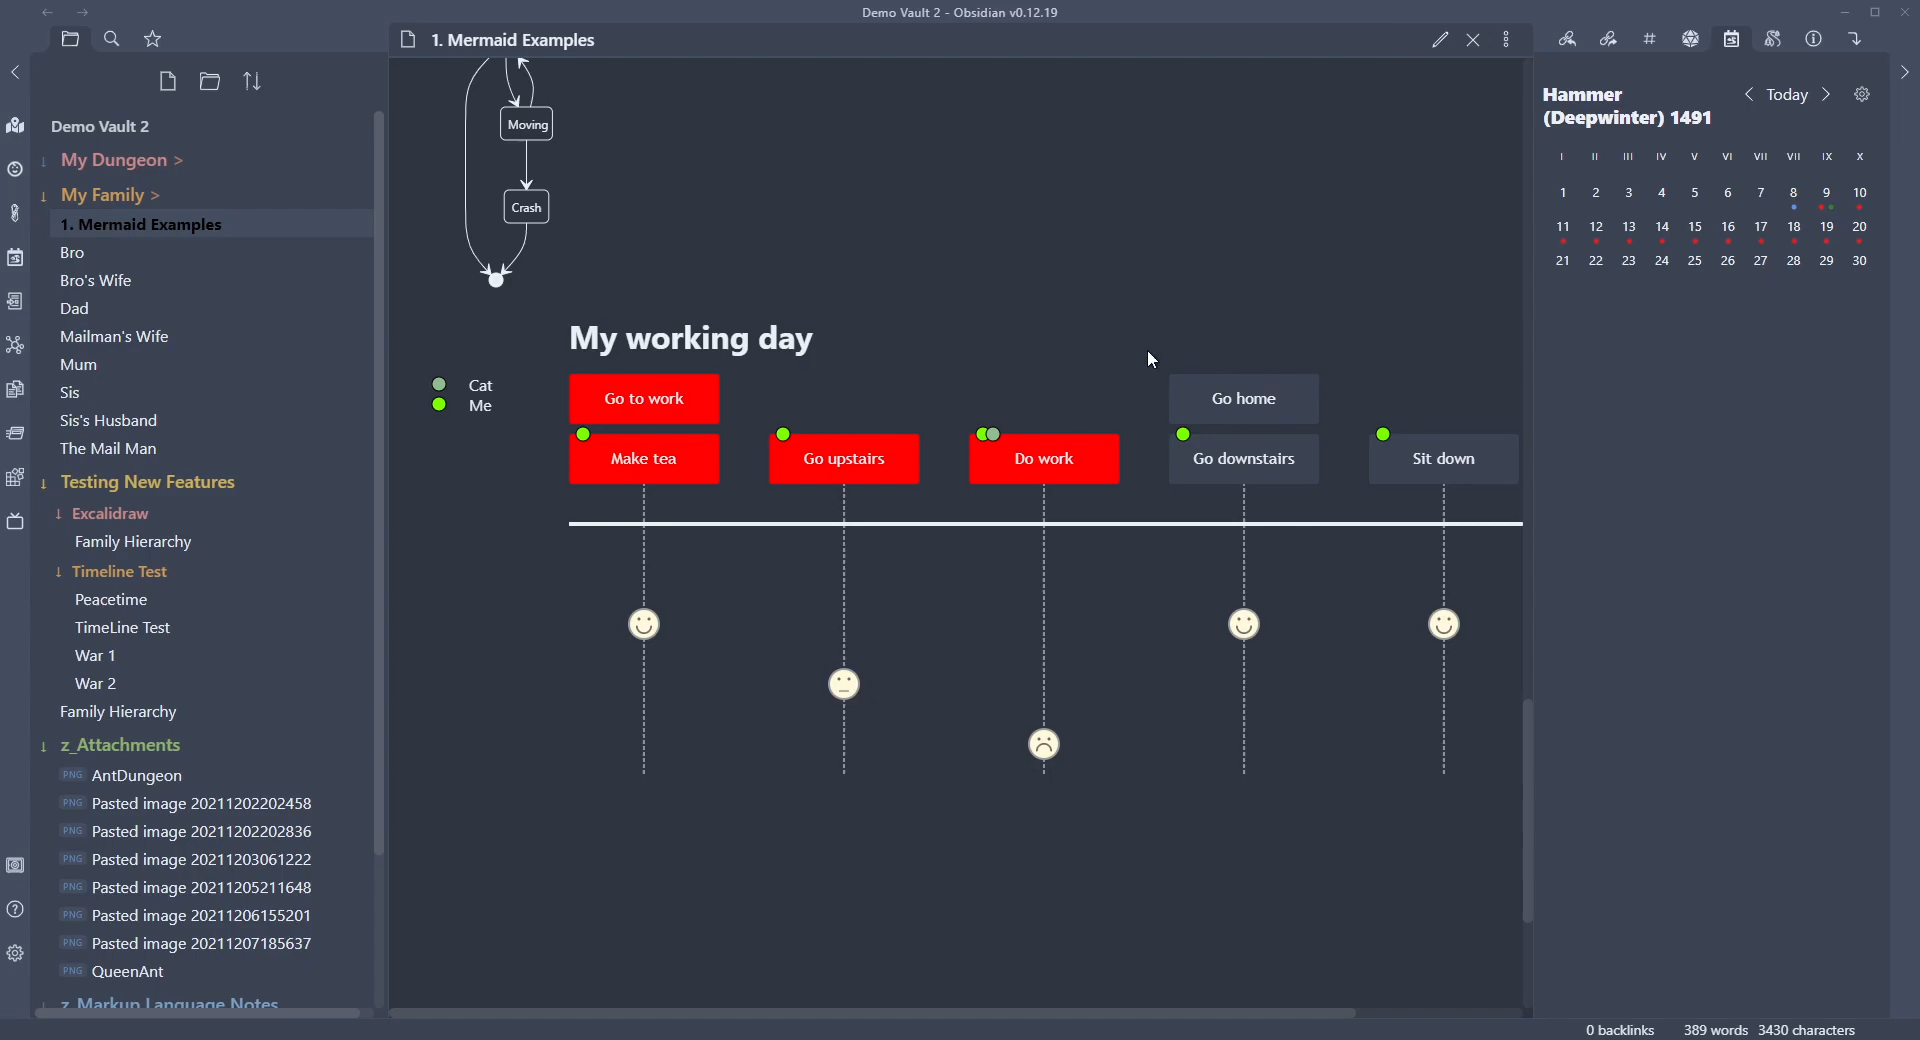 Demo Vault 2 - Obsidian v0.12.19
1. Mermaid Examples
Demo Vault 2
My Dungeon >
My Family >
1. Mermaid Examples
Bro
Bro's Wife
Dad
Mailman's Wife
Mum
Sis
Sis's Husband
The Mail Man
Testing New Features
Excalidraw
Family Hierarchy
Timeline Test
Peacetime
TimeLine Test
War 1
War 2
Family Hierarchy
z_Attachments
PNG AntDungeon
PNG Pasted image 20211202202458
PNG Pasted image 20211202202836
PNG Pasted image 20211203061222
PNG Pasted image 20211205211648
PNG Pasted image 20211206155201
PNG Pasted image 20211207185637
PNG QueenAnt
z_Markup Language Notes
Moving
Crash
My working day
Cat
Me
Go to work
Go home
Make tea
Go upstairs
Do work
Go downstairs
Sit down
Hammer
(Deepwinter) 1491
Today
I II III IV V VI VII VII IX X
1 2 3 4 5 6 7 8 9 10
11 12 13 14 15 16 17 18 19 20
21 22 23 24 25 26 27 28 29 30
0 backlinks 389 words 3430 characters